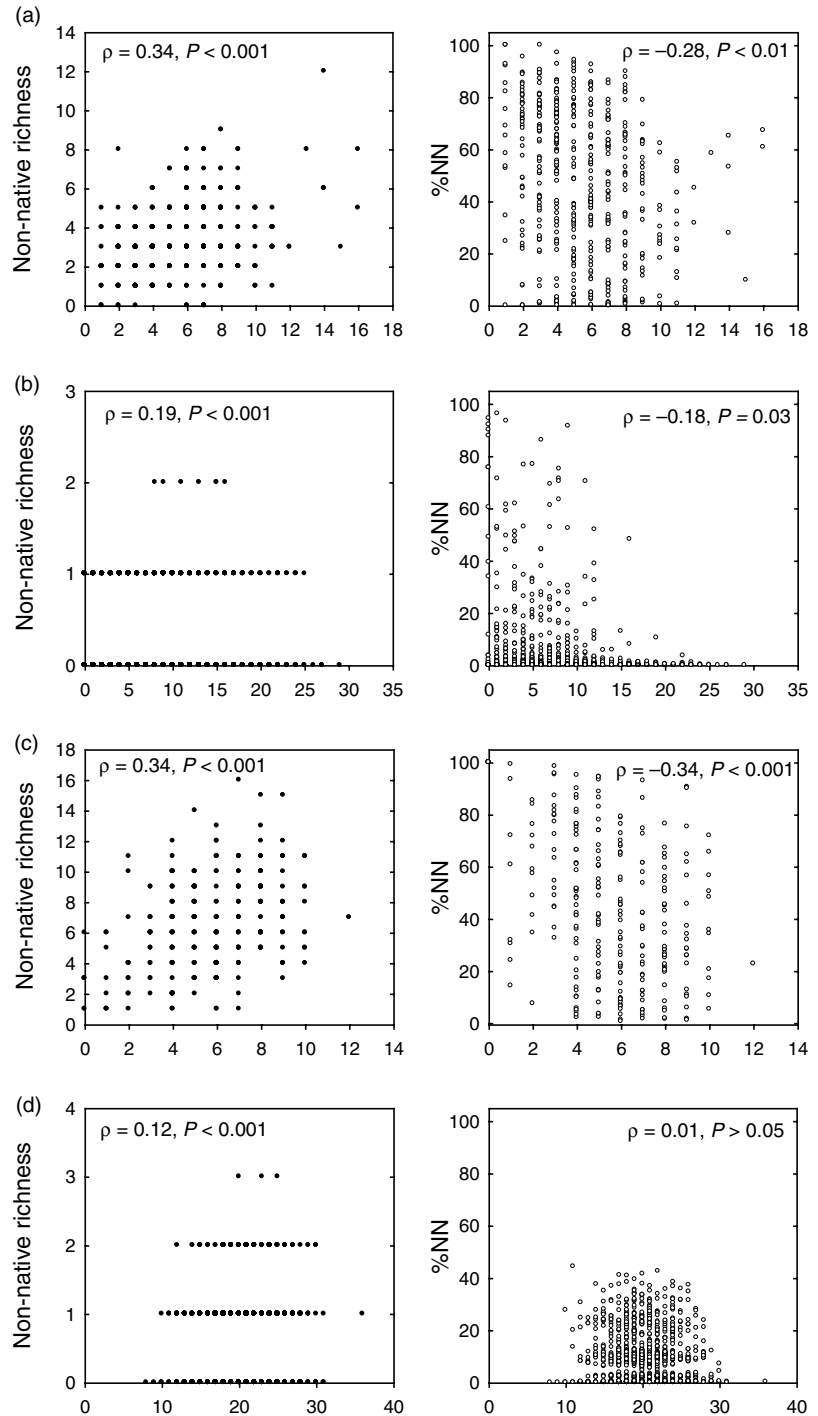 (a)
ρ = 0.34, P < 0.001
Non-native richness
14
12
10
8
6
4
2
0
0 2 4 6 8 10 12 14 16 18
ρ = –0.28, P < 0.01
%NN
100
80
60
40
20
0
0 2 4 6 8 10 12 14 16 18
(b)
ρ = 0.19, P < 0.001
Non-native richness
3
2
1
0
0 5 10 15 20 25 30 35
ρ = –0.18, P = 0.03
%NN
100
80
60
40
20
0
0 5 10 15 20 25 30 35
(c)
ρ = 0.34, P < 0.001
Non-native richness
18
16
14
12
10
8
6
4
2
0
0 2 4 6 8 10 12 14
ρ = –0.34, P < 0.001
%NN
100
80
60
40
20
0
0 2 4 6 8 10 12 14
(d)
ρ = 0.12, P < 0.001
Non-native richness
4
3
2
1
0
0 10 20 30 40
ρ = 0.01, P > 0.05
%NN
100
80
60
40
20
0
0 10 20 30 40